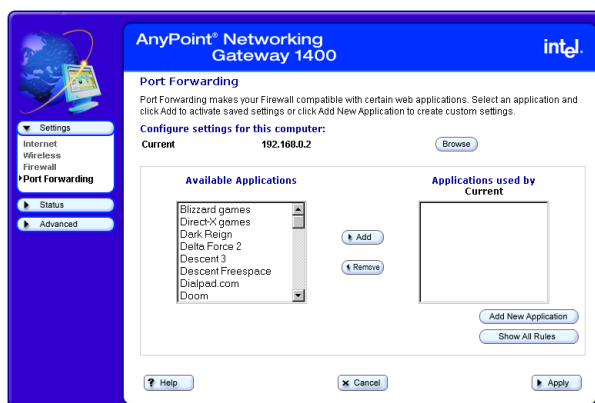 AnyPoint® Networking
Gateway 1400
intel.
Port Forwarding
Port Forwarding makes your Firewall compatible with certain web applications. Select an application and
click Add to activate saved settings or click Add New Application to create custom settings.
Configure settings for this computer:
Current 192.168.0.2 Browse
Settings
Internet
Wireless
Firewall
Port Forwarding
Status
Advanced
Available Applications
Blizzard games
Direct-X games
Dark Reign
Delta Force 2
Descent 3
Descent Freespace
Dialpad.com
Doom
Add
Remove
Applications used by
Current
Add New Application
Show All Rules
? Help
x Cancel
Apply